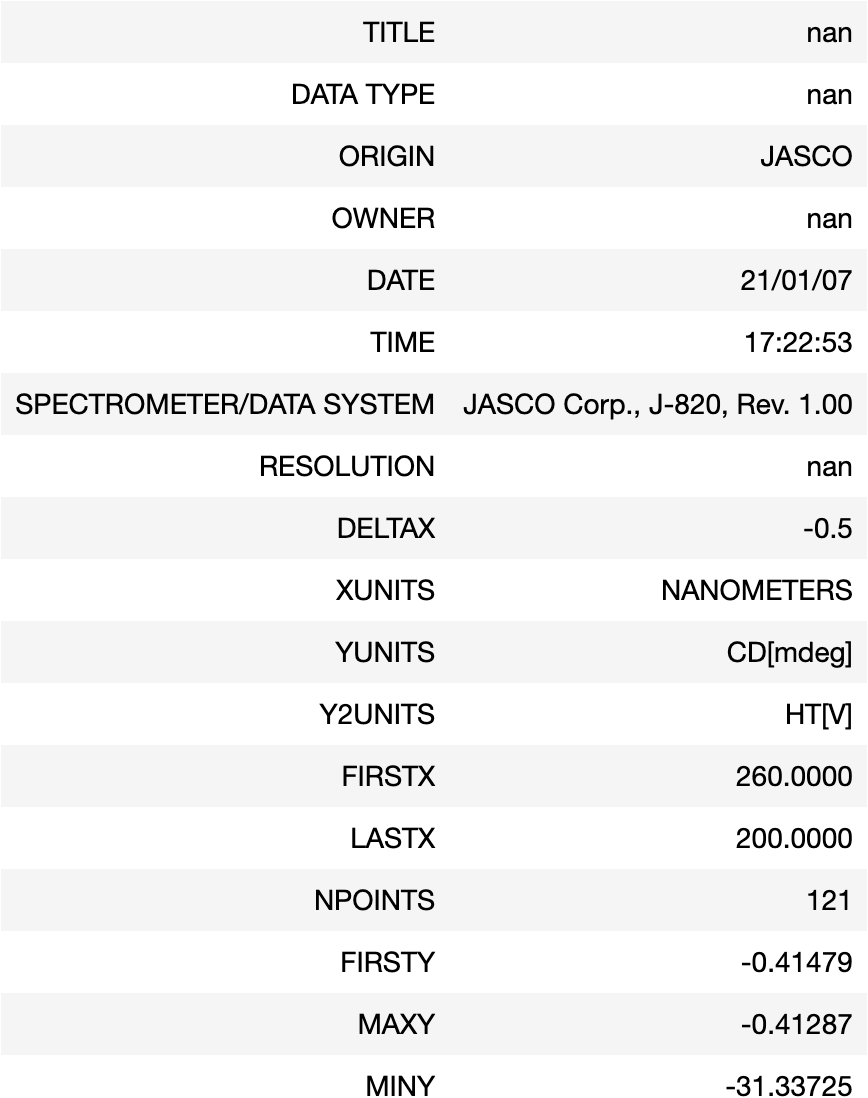 TITLE nan
DATA TYPE nan
ORIGIN JASCO
OWNER nan
DATE 21/01/07
TIME 17:22:53
SPECTROMETER/DATA SYSTEM JASCO Corp., J-820, Rev. 1.00
RESOLUTION nan
DELTAX -0.5
XUNITS NANOMETERS
YUNITS CD[mdeg]
Y2UNITS HT[V]
FIRSTX 260.0000
LASTX 200.0000
NPOINTS 121
FIRSTY -0.41479
MAXY -0.41287
MINY -31.33725